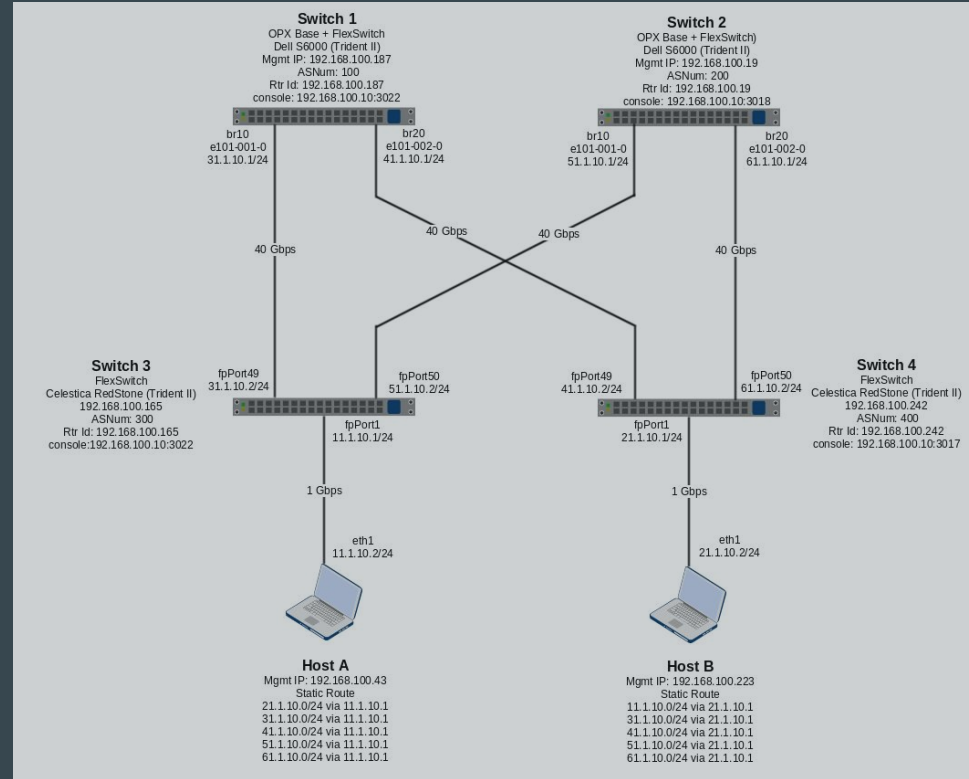 Switch 1
OPX Base + FlexSwitch
Dell S6000 (Trident II)
Mgmt IP: 192.168.100.187
ASNum: 100
Rtr Id: 192.168.100.187
console: 192.168.100.10:3022
Switch 2
OPX Base + FlexSwitch)
Dell S6000 (Trident II)
Mgmt IP: 192.168.100.19
ASNum: 200
Rtr Id: 192.168.100.19
console: 192.168.100.10:3018
br10
e101-001-0
31.1.10.1/24
br20
e101-002-0
41.1.10.1/24
br10
e101-001-0
51.1.10.1/24
br20
e101-002-0
61.1.10.1/24
40 Gbps
40 Gbps
40 Gbps
40 Gbps
Switch 3
FlexSwitch
Celestica RedStone (Trident II)
192.168.100.165
ASNum: 300
Rtr Id: 192.168.100.165
console:192.168.100.10:3022
fpPort49
31.1.10.2/24
fpPort50
51.1.10.2/24
fpPort49
41.1.10.2/24
fpPort50
61.1.10.2/24
Switch 4
FlexSwitch
Celestica RedStone (Trident II)
192.168.100.242
ASNum: 400
Rtr Id: 192.168.100.242
console: 192.168.100.10:3017
fpPort1
11.1.10.1/24
fpPort1
21.1.10.1/24
1 Gbps
1 Gbps
eth1
11.1.10.2/24
eth1
21.1.10.2/24
Host A
Mgmt IP: 192.168.100.43
Static Route
21.1.10.0/24 via 11.1.10.1
31.1.10.0/24 via 11.1.10.1
41.1.10.0/24 via 11.1.10.1
51.1.10.0/24 via 11.1.10.1
61.1.10.0/24 via 11.1.10.1
Host B
Mgmt IP: 192.168.100.223
Static Route
11.1.10.0/24 via 21.1.10.1
31.1.10.0/24 via 21.1.10.1
41.1.10.0/24 via 21.1.10.1
51.1.10.0/24 via 21.1.10.1
61.1.10.0/24 via 21.1.10.1